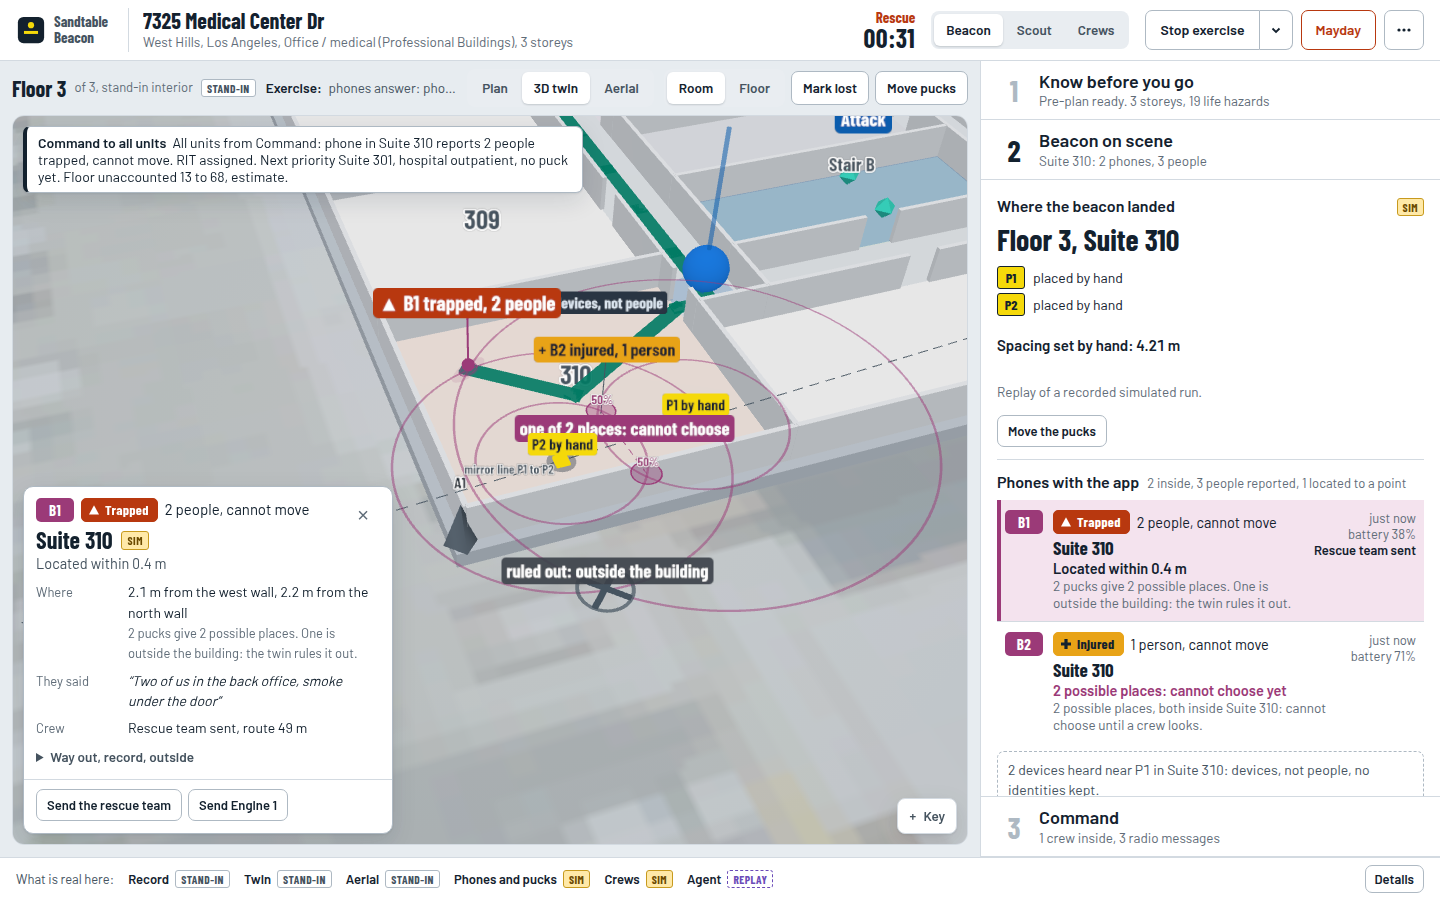 Sandtable
Beacon
7325 Medical Center Dr
West Hills, Los Angeles, Office / medical (Professional Buildings), 3 storeys
Rescue
00:31
Beacon
Scout
Crews
Stop exercise
Mayday
Floor 3
of 3, stand-in interior
STAND-IN
Exercise: phones answer: pho...
Plan
3D twin
Aerial
Room
Floor
Mark lost
Move pucks
Command to all units All units from Command: phone in Suite 310 reports 2 people
trapped, cannot move. RIT assigned. Next priority Suite 301, hospital outpatient, no puck
yet. Floor unaccounted 13 to 68, estimate.
Attack
Stair B
309
B1 trapped, 2 people
evices, not people
+ B2 injured, 1 person
310
50%
P1 by hand
one of 2 places: cannot choose
P2 by hand
mirror line P1 to P2
50%
A1
ruled out: outside the building
B1
Trapped
2 people, cannot move
Suite 310
SIM
Located within 0.4 m
Where
2.1 m from the west wall, 2.2 m from the
north wall
2 pucks give 2 possible places. One is
outside the building: the twin rules it out.
They said
“Two of us in the back office, smoke
under the door”
Crew
Rescue team sent, route 49 m
Way out, record, outside
Send the rescue team
Send Engine 1
+ Key
1
Know before you go
Pre-plan ready. 3 storeys, 19 life hazards
2
Beacon on scene
Suite 310: 2 phones, 3 people
Where the beacon landed
SIM
Floor 3, Suite 310
P1 placed by hand
P2 placed by hand
Spacing set by hand: 4.21 m
Replay of a recorded simulated run.
Move the pucks
Phones with the app 2 inside, 3 people reported, 1 located to a point
B1
Trapped
2 people, cannot move
just now
battery 38%
Rescue team sent
Suite 310
Located within 0.4 m
2 pucks give 2 possible places. One is
outside the building: the twin rules it out.
B2
Injured
1 person, cannot move
just now
battery 71%
Suite 310
2 possible places: cannot choose yet
2 possible places, both inside Suite 310: cannot
choose until a crew looks.
2 devices heard near P1 in Suite 310: devices, not people, no
identities kept.
3
Command
1 crew inside, 3 radio messages
What is real here:
Record STAND-IN
Twin STAND-IN
Aerial STAND-IN
Phones and pucks SIM
Crews SIM
Agent REPLAY
Details